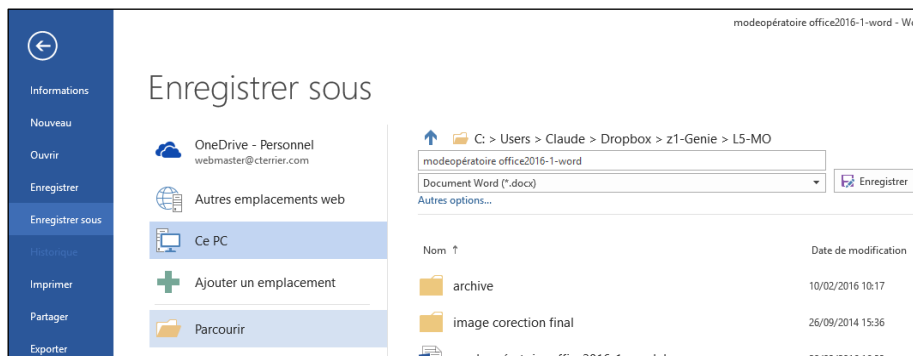 modeopératoire office2016-1-word - We
Informations
Nouveau
Ouvrir
Enregistrer
Enregistrer sous
Historique
Imprimer
Partager
Exporter
Enregistrer sous
OneDrive - Personnel
webmaster@cterrier.com
Autres emplacements web
Ce PC
Ajouter un emplacement
Parcourir
C: > Users > Claude > Dropbox > z1-Genie > L5-MO
modeopératoire office2016-1-word
Document Word (*.docx)
Enregistrer
Autres options...
Nom ↑ Date de modification
archive 10/02/2016 10:17
image corection final 26/09/2014 15:36